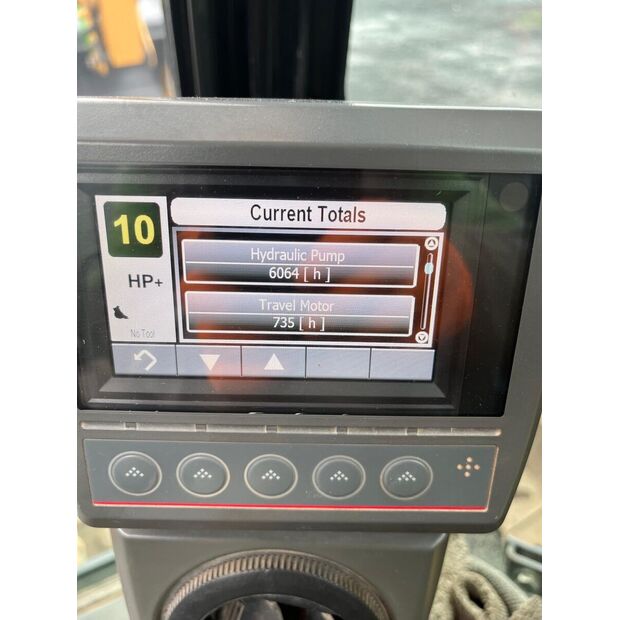 10
HP+
No Tool
Current Totals
Hydraulic Pump
6064 [ h ]
Travel Motor
735 [ h ]